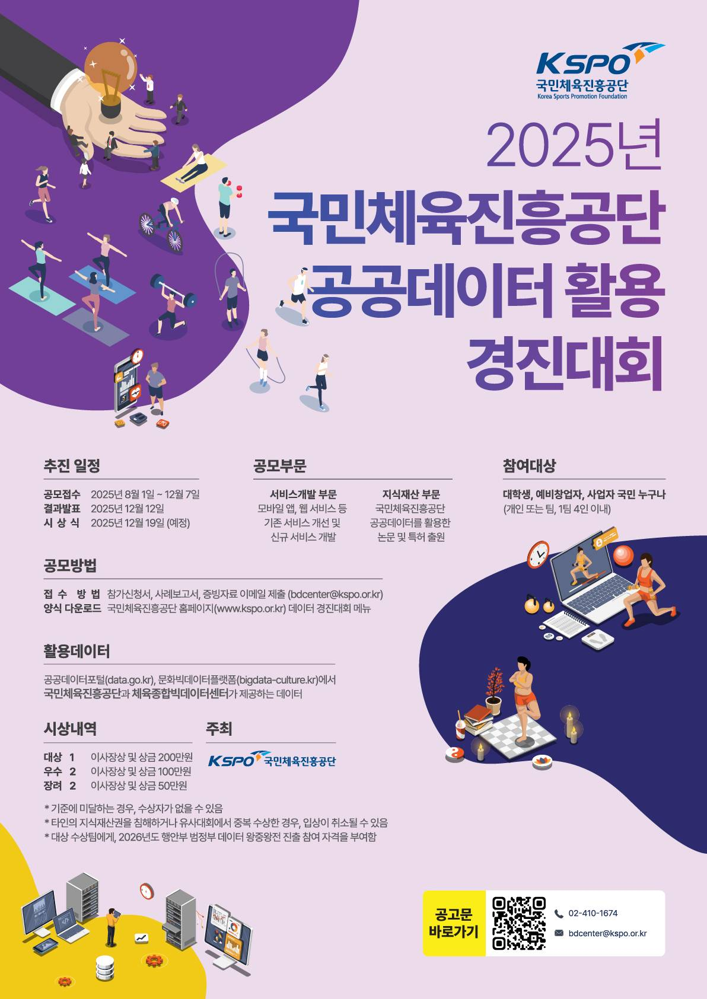 KSPO
국민체육진흥공단
Korea Sports Promotion Foundation
2025년
국민체육진흥공단
공공데이터 활용
경진대회
추진 일정
공모접수 2025년 8월 1일 ~ 12월 7일
결과발표 2025년 12월 12일
시 상 식 2025년 12월 19일 (예정)
공모부문
서비스개발 부문
모바일 앱, 웹 서비스 등
기존 서비스 개선 및
신규 서비스 개발
지식재산 부문
국민체육진흥공단
공공데이터를 활용한
논문 및 특허 출원
참여대상
대학생, 예비창업자, 사업자 국민 누구나
(개인 또는 팀, 1팀 4인 이내)
공모방법
접 수 방 법 참가신청서, 사례보고서, 증빙자료 이메일 제출 (bdcenter@kspo.or.kr)
양식 다운로드 국민체육진흥공단 홈페이지(www.kspo.or.kr) 데이터 경진대회 메뉴
활용데이터
공공데이터포털(data.go.kr), 문화빅데이터플랫폼(bigdata-culture.kr)에서
국민체육진흥공단과 체육종합빅데이터센터가 제공하는 데이터
시상내역
대상 1 이사장상 및 상금 200만원
우수 2 이사장상 및 상금 100만원
장려 2 이사장상 및 상금 50만원
주최
KSPO 국민체육진흥공단
* 기준에 미달하는 경우, 수상자가 없을 수 있음
* 타인의 지식재산권을 침해하거나 유사대회에서 중복 수상한 경우, 입상이 취소될 수 있음
* 대상 수상팀에게, 2026년도 행안부 범정부 데이터 왕중왕전 진출 참여 자격을 부여함
공고문
바로가기
02-410-1674
bdcenter@kspo.or.kr